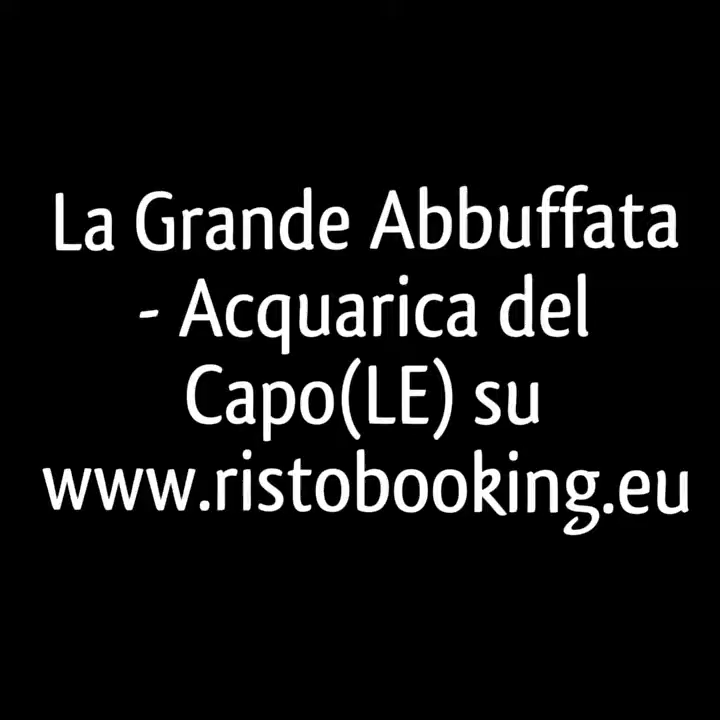 La Grande Abbuffata
- Acquarica del
Capo(LE) su
www.ristobooking.eu